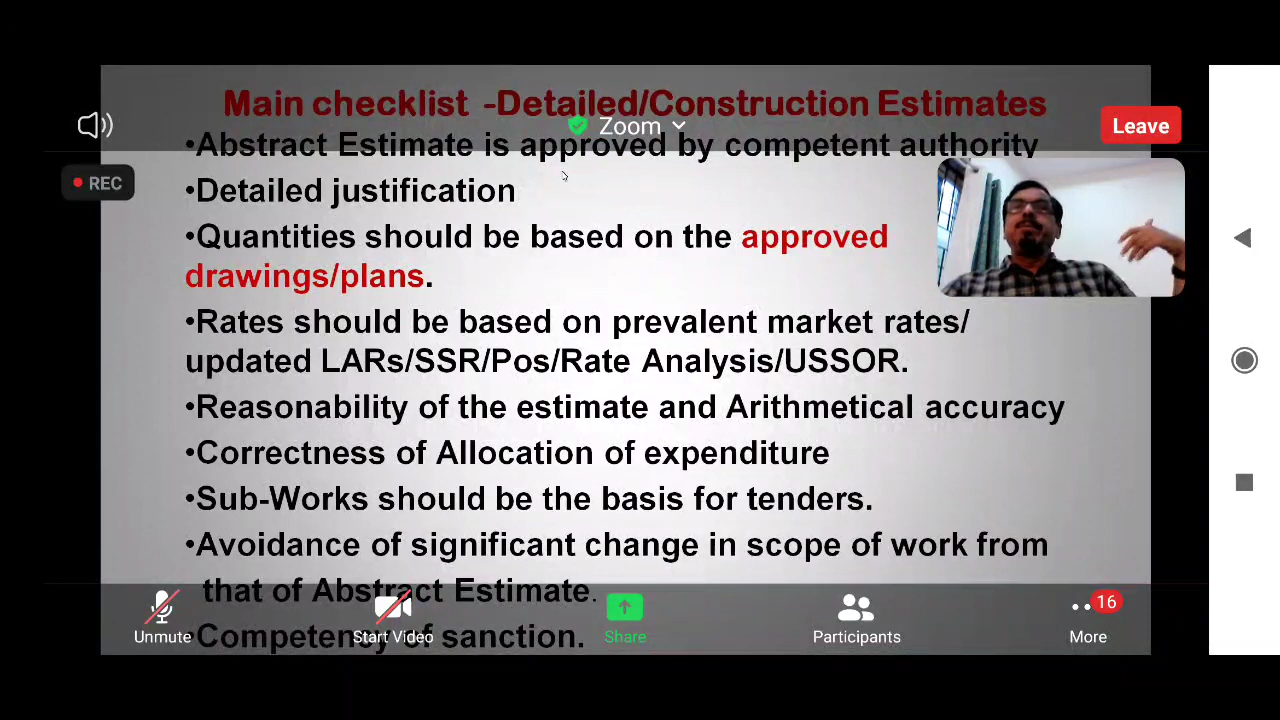 Main checklist -Detailed/Construction Estimates
Zoom
Leave
•Abstract Estimate is approved by competent authority
REC
•Detailed justification
•Quantities should be based on the approved
drawings/plans.
•Rates should be based on prevalent market rates/
updated LARs/SSR/Pos/Rate Analysis/USSOR.
•Reasonability of the estimate and Arithmetical accuracy
•Correctness of Allocation of expenditure
•Sub-Works should be the basis for tenders.
•Avoidance of significant change in scope of work from
that of Abstract Estimate.
•Competency of sanction.
16
Unmute
Start Video
Share
Participants
More